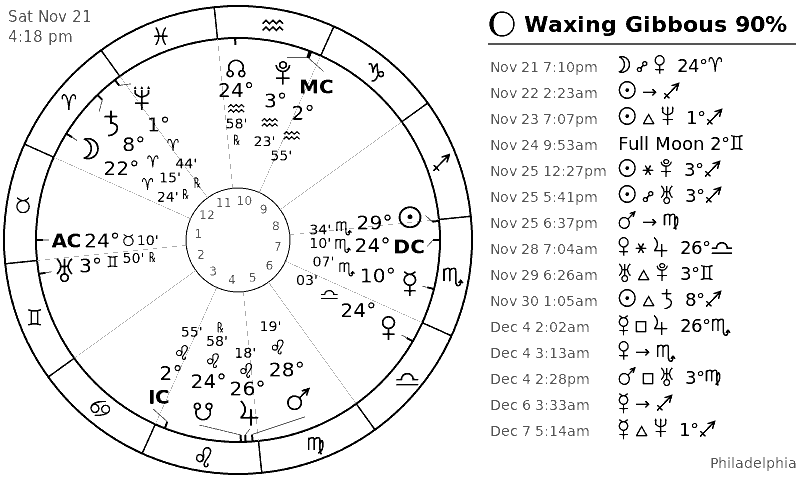 Sat Nov 21
4:18 pm
☊ 24° ♒ 58' ℞
♇ 3° ♒ 23'
MC 2° ♒ 55'
♆ 1° ♈ 44' ℞
♄ 8° ♈ 15' ℞
☽ 22° ♈ 24'
AC 24° ♉ 10'
♅ 3° ♊ 50' ℞
34' ♏ 29° ☉
10' ♏ 24° DC
07' ♏ 10° ☿
03' ♎ 24° ♀
IC 2° ♌ 55'
☋ 24° ♌ 58' ℞
♃ 26° ♌ 18'
♂ 28° ♌ 19'
♈ ♓ ♒ ♑ ♐ ♏ ♎ ♍ ♌ ♋ ♊ ♉
1 2 3 4 5 6 7 8 9 10 11 12
Waxing Gibbous 90%
Nov 21 7:10pm ☽ ☍ ♀ 24°♈
Nov 22 2:23am ☉ → ♐
Nov 23 7:07pm ☉ △ ♆ 1°♐
Nov 24 9:53am Full Moon 2°♊
Nov 25 12:27pm ☉ ⚹ ♇ 3°♐
Nov 25 5:41pm ☉ ☍ ♅ 3°♐
Nov 25 6:37pm ♂ → ♍
Nov 28 7:04am ♀ ⚹ ♃ 26°♎
Nov 29 6:26am ♅ △ ♇ 3°♊
Nov 30 1:05am ☉ △ ♄ 8°♐
Dec 4 2:02am ☿ □ ♃ 26°♏
Dec 4 3:13am ♀ → ♏
Dec 4 2:28pm ♂ □ ♅ 3°♍
Dec 6 3:33am ☿ → ♐
Dec 7 5:14am ☿ △ ♆ 1°♐
Philadelphia